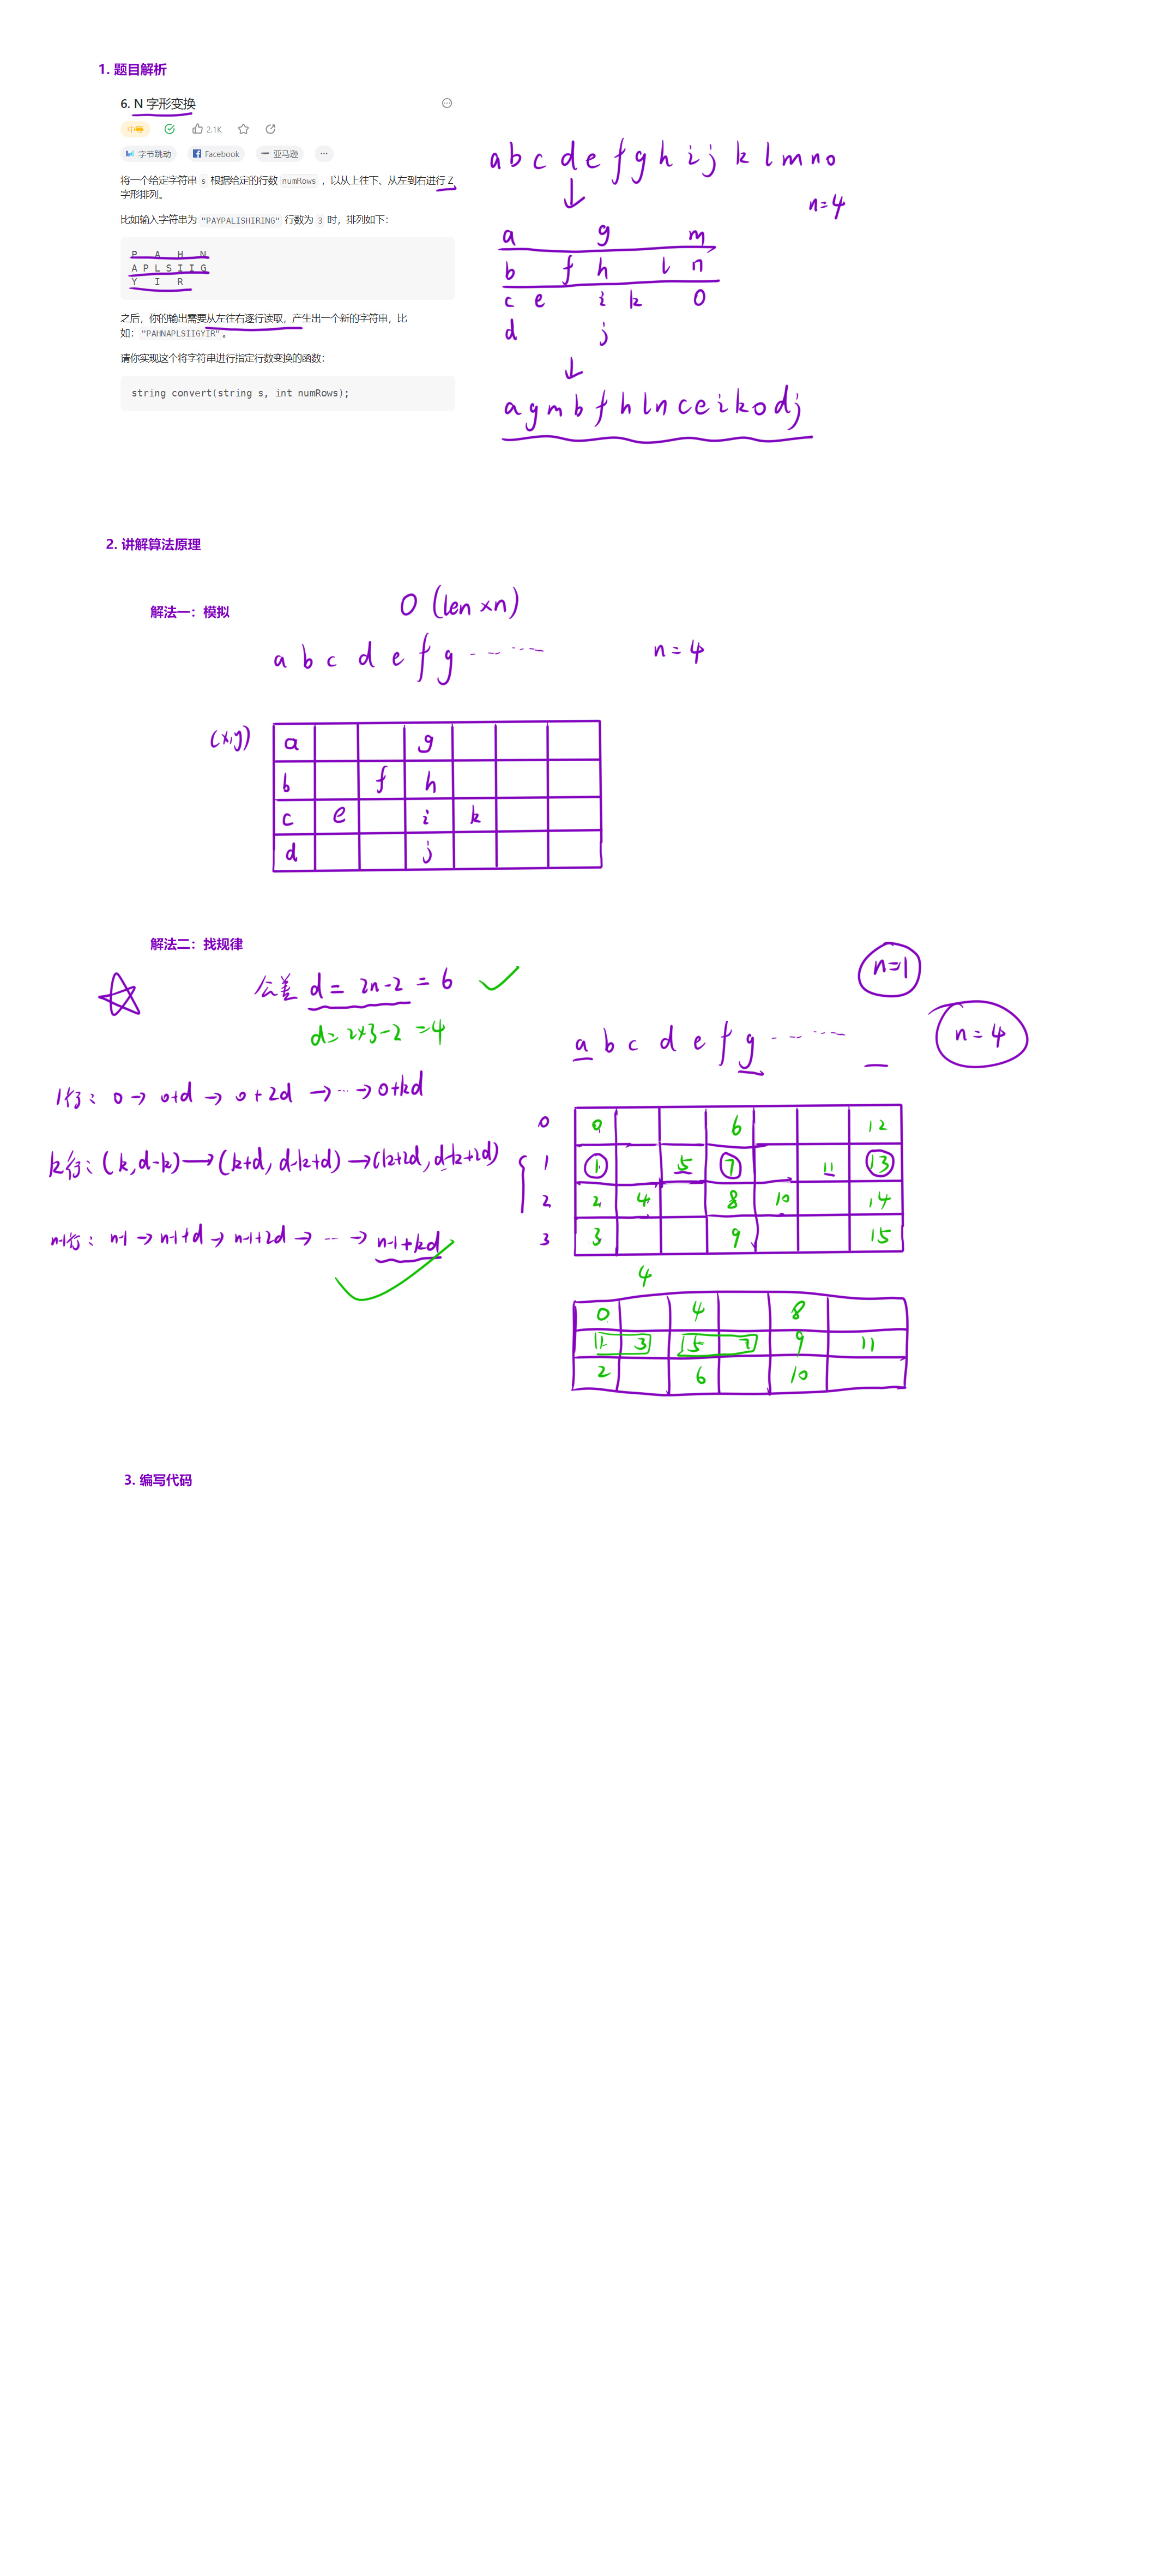 1. 题目解析
6. N 字形变换
中等 2.1K
字节跳动 Facebook 亚马逊 ...
将一个给定字符串 s 根据给定的行数 numRows ，以从上往下、从左到右进行 Z
字形排列。
比如输入字符串为 "PAYPALISHIRING" 行数为 3 时，排列如下：
P A H N
A P L S I I G
Y I R
之后，你的输出需要从左往右逐行读取，产生出一个新的字符串，比
如："PAHNAPLSIIGYIR"。
请你实现这个将字符串进行指定行数变换的函数：
string convert(string s, int numRows);
a b c d e f g h i j k l m n o
n=4
a g m
b f h l n
c e i k o
d j
a g m b f h l n c e i k o d j
2. 讲解算法原理
解法一：模拟
O (len × n)
a b c d e f g ... ...
n = 4
(x,y)
a g
b f h
c e i k
d j
解法二：找规律
n=1
公差 d = 2n-2 = 6
d= 2×3-2 =4
a b c d e f g ... ...
n = 4
1行： 0 → 0+d → 0+2d → ... → 0+kd
k行：(k, d-k) → (k+d, d-k+d) → (k+2d, d-k+2d)
n-1行： n-1 → n-1+d → n-1+2d → ... → n-1+kd
0 0 6 12
1 1 5 7 11 13
2 2 4 8 10 14
3 3 9 15
4
0 4 8
1 3 5 7 9 11
2 6 10
3. 编写代码